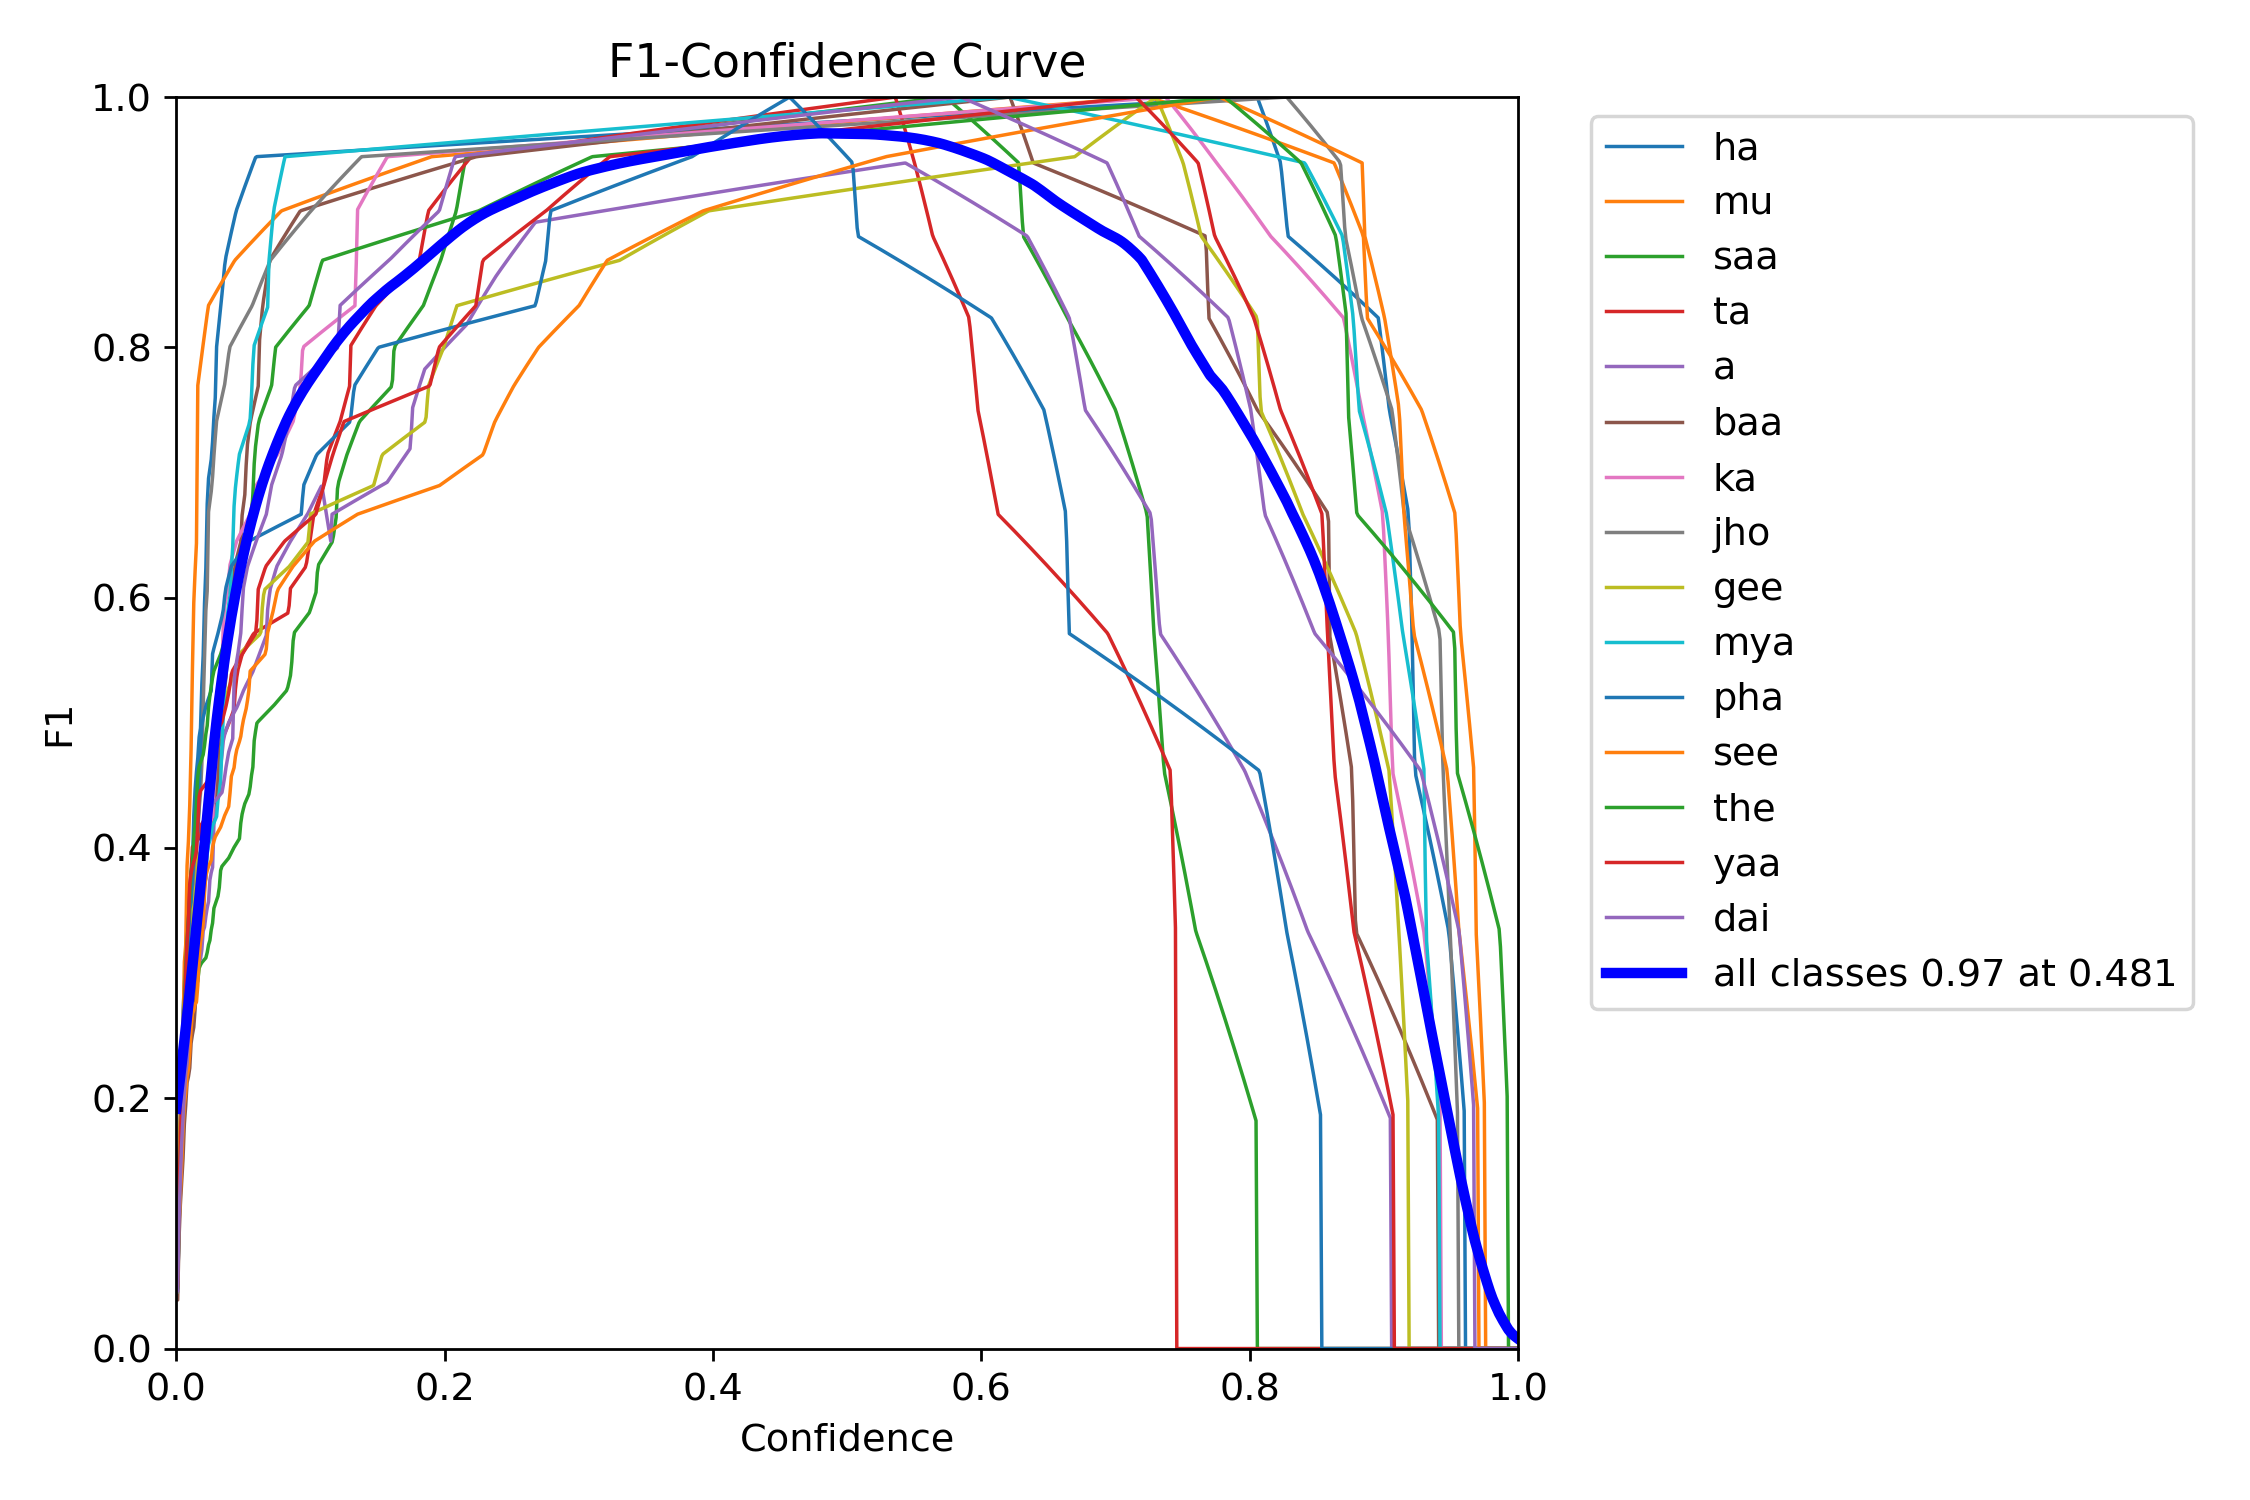 F1-Confidence Curve
1.0
0.8
0.6
0.4
0.2
0.0
F1
0.0 0.2 0.4 0.6 0.8 1.0
Confidence
ha
mu
saa
ta
a
baa
ka
jho
gee
mya
pha
see
the
yaa
dai
all classes 0.97 at 0.481